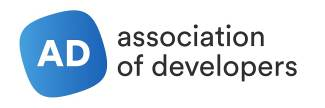 AD
association
of developers